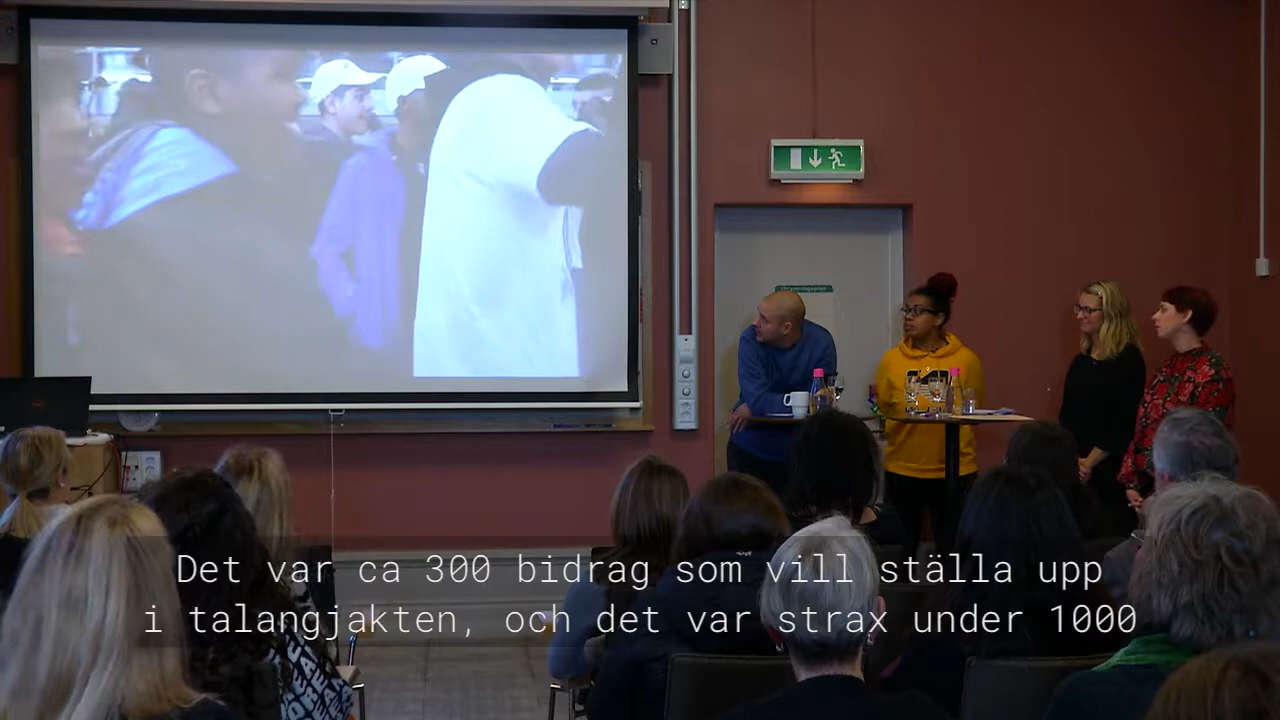 Det var ca 300 bidrag som vill ställa upp
i talangjakten, och det var strax under 1000